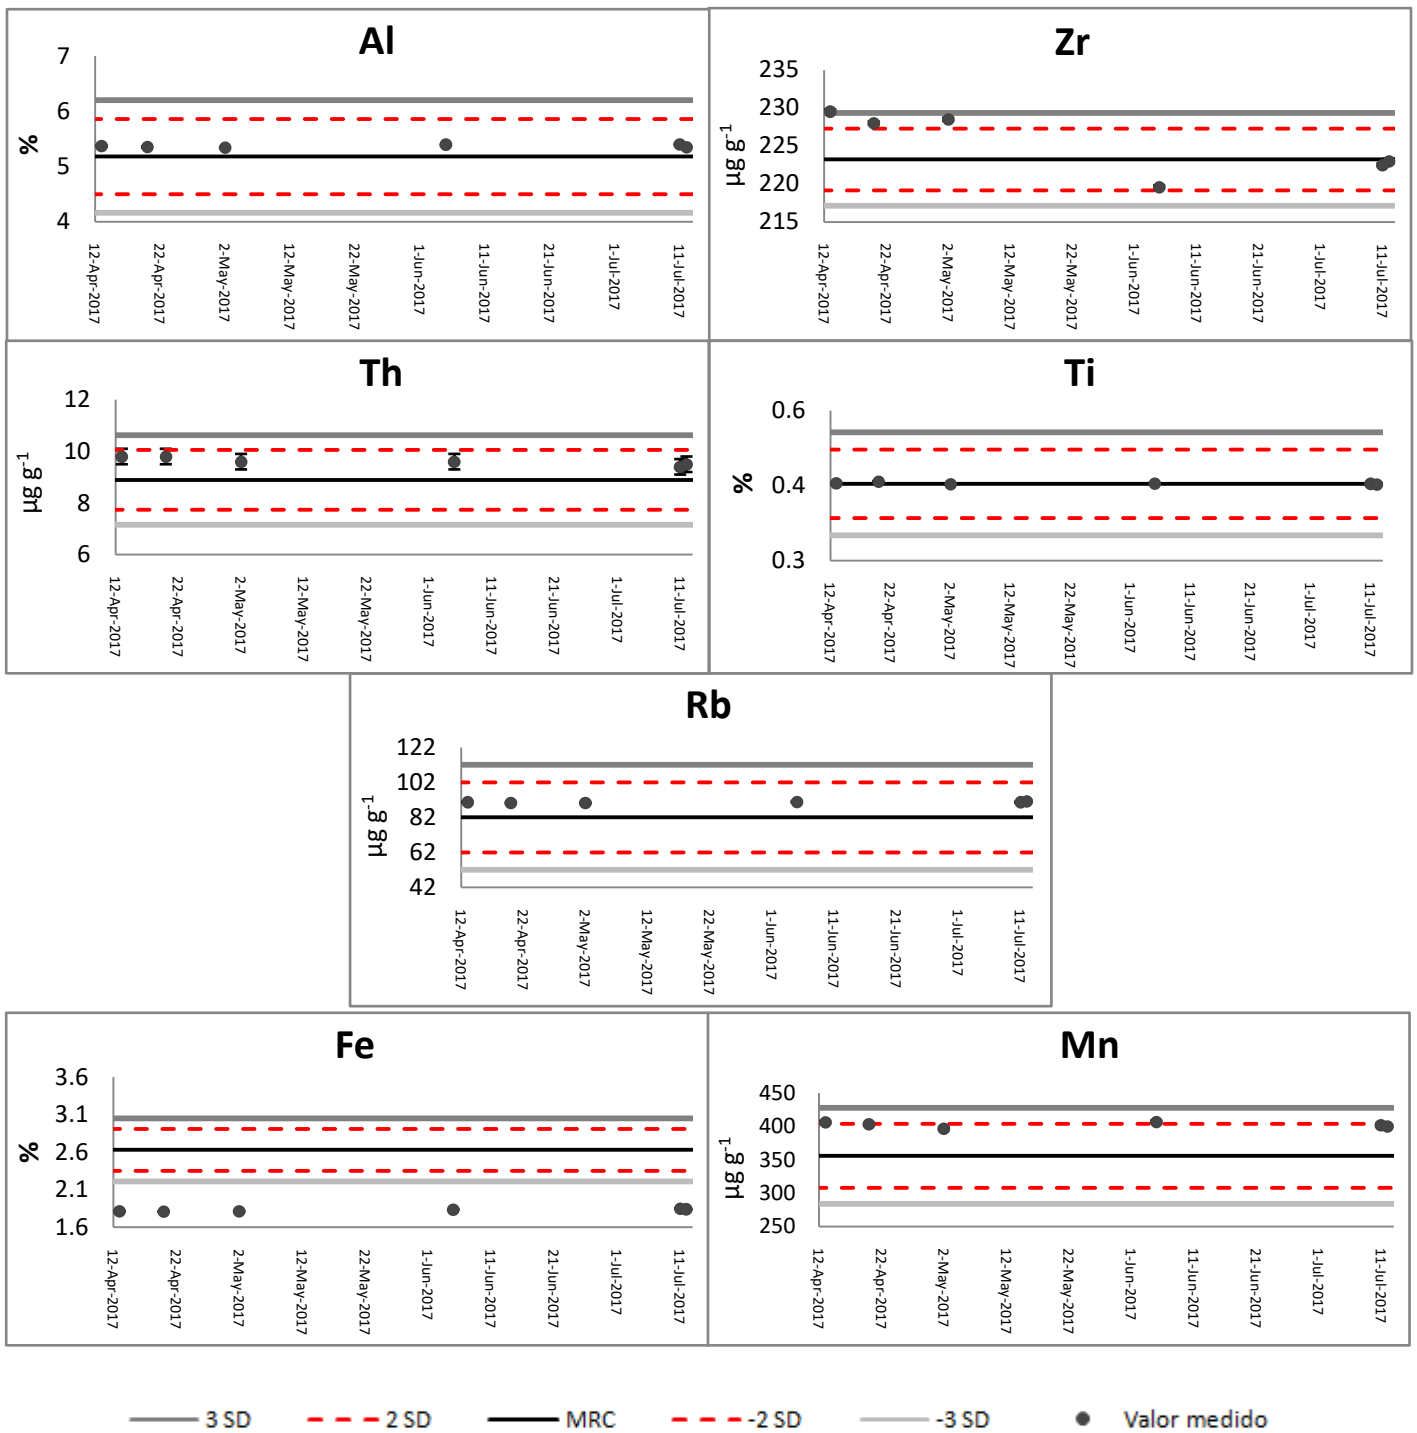 Al
7
6
5
4
%
12-Apr-2017
22-Apr-2017
2-May-2017
12-May-2017
22-May-2017
1-Jun-2017
11-Jun-2017
21-Jun-2017
1-Jul-2017
11-Jul-2017
Zr
235
230
225
220
215
µg g-1
12-Apr-2017
22-Apr-2017
2-May-2017
12-May-2017
22-May-2017
1-Jun-2017
11-Jun-2017
21-Jun-2017
1-Jul-2017
11-Jul-2017
Th
12
10
8
6
µg g-1
12-Apr-2017
22-Apr-2017
2-May-2017
12-May-2017
22-May-2017
1-Jun-2017
11-Jun-2017
21-Jun-2017
1-Jul-2017
11-Jul-2017
Ti
0.6
0.4
0.3
%
12-Apr-2017
22-Apr-2017
2-May-2017
12-May-2017
22-May-2017
1-Jun-2017
11-Jun-2017
21-Jun-2017
1-Jul-2017
11-Jul-2017
Rb
122
102
82
62
42
µg g-1
12-Apr-2017
22-Apr-2017
2-May-2017
12-May-2017
22-May-2017
1-Jun-2017
11-Jun-2017
21-Jun-2017
1-Jul-2017
11-Jul-2017
Fe
3.6
3.1
2.6
2.1
1.6
%
12-Apr-2017
22-Apr-2017
2-May-2017
12-May-2017
22-May-2017
1-Jun-2017
11-Jun-2017
21-Jun-2017
1-Jul-2017
11-Jul-2017
Mn
450
400
350
300
250
µg g-1
12-Apr-2017
22-Apr-2017
2-May-2017
12-May-2017
22-May-2017
1-Jun-2017
11-Jun-2017
21-Jun-2017
1-Jul-2017
11-Jul-2017
3 SD 2 SD MRC -2 SD -3 SD Valor medido